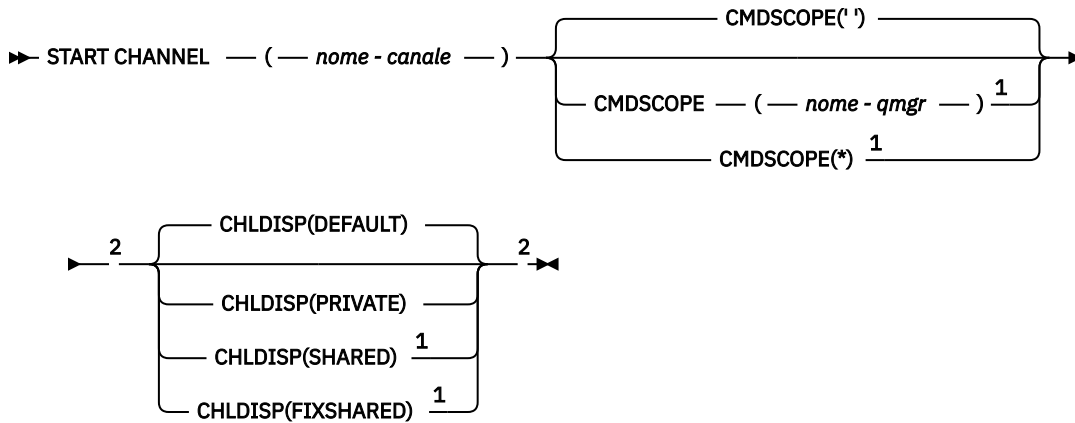 CMDSCOPE(' ')
START CHANNEL ( nome - canale )
CMDSCOPE ( nome - qmgr ) 1
CMDSCOPE(*) 1
CHLDISP(DEFAULT)
2 2
CHLDISP(PRIVATE)
CHLDISP(SHARED) 1
CHLDISP(FIXSHARED) 1